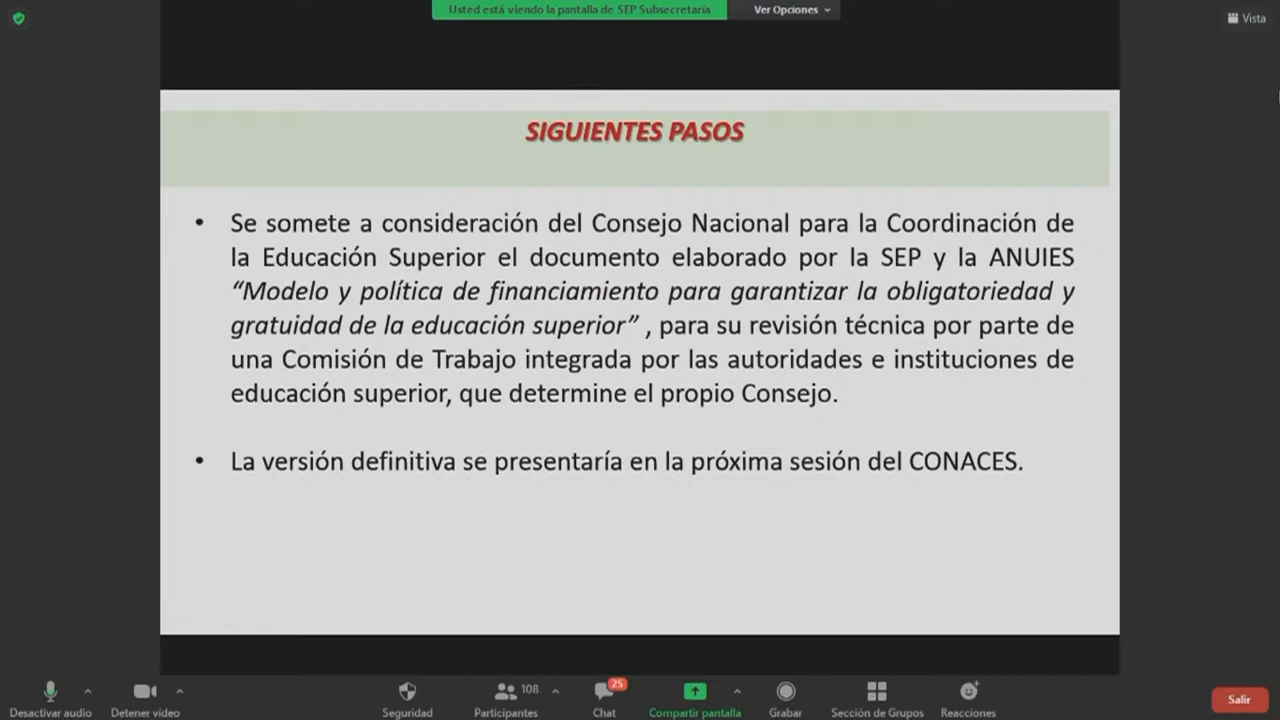 Usted está viendo la pantalla de SEP Subsecretaría
Ver Opciones
Vista
SIGUIENTES PASOS
• Se somete a consideración del Consejo Nacional para la Coordinación de
la Educación Superior el documento elaborado por la SEP y la ANUIES
“Modelo y política de financiamiento para garantizar la obligatoriedad y
gratuidad de la educación superior” , para su revisión técnica por parte de
una Comisión de Trabajo integrada por las autoridades e instituciones de
educación superior, que determine el propio Consejo.
• La versión definitiva se presentaría en la próxima sesión del CONACES.
108
25
Desactivar audio
Detener video
Seguridad
Participantes
Chat
Compartir pantalla
Grabar
Sección de Grupos
Reacciones
Salir